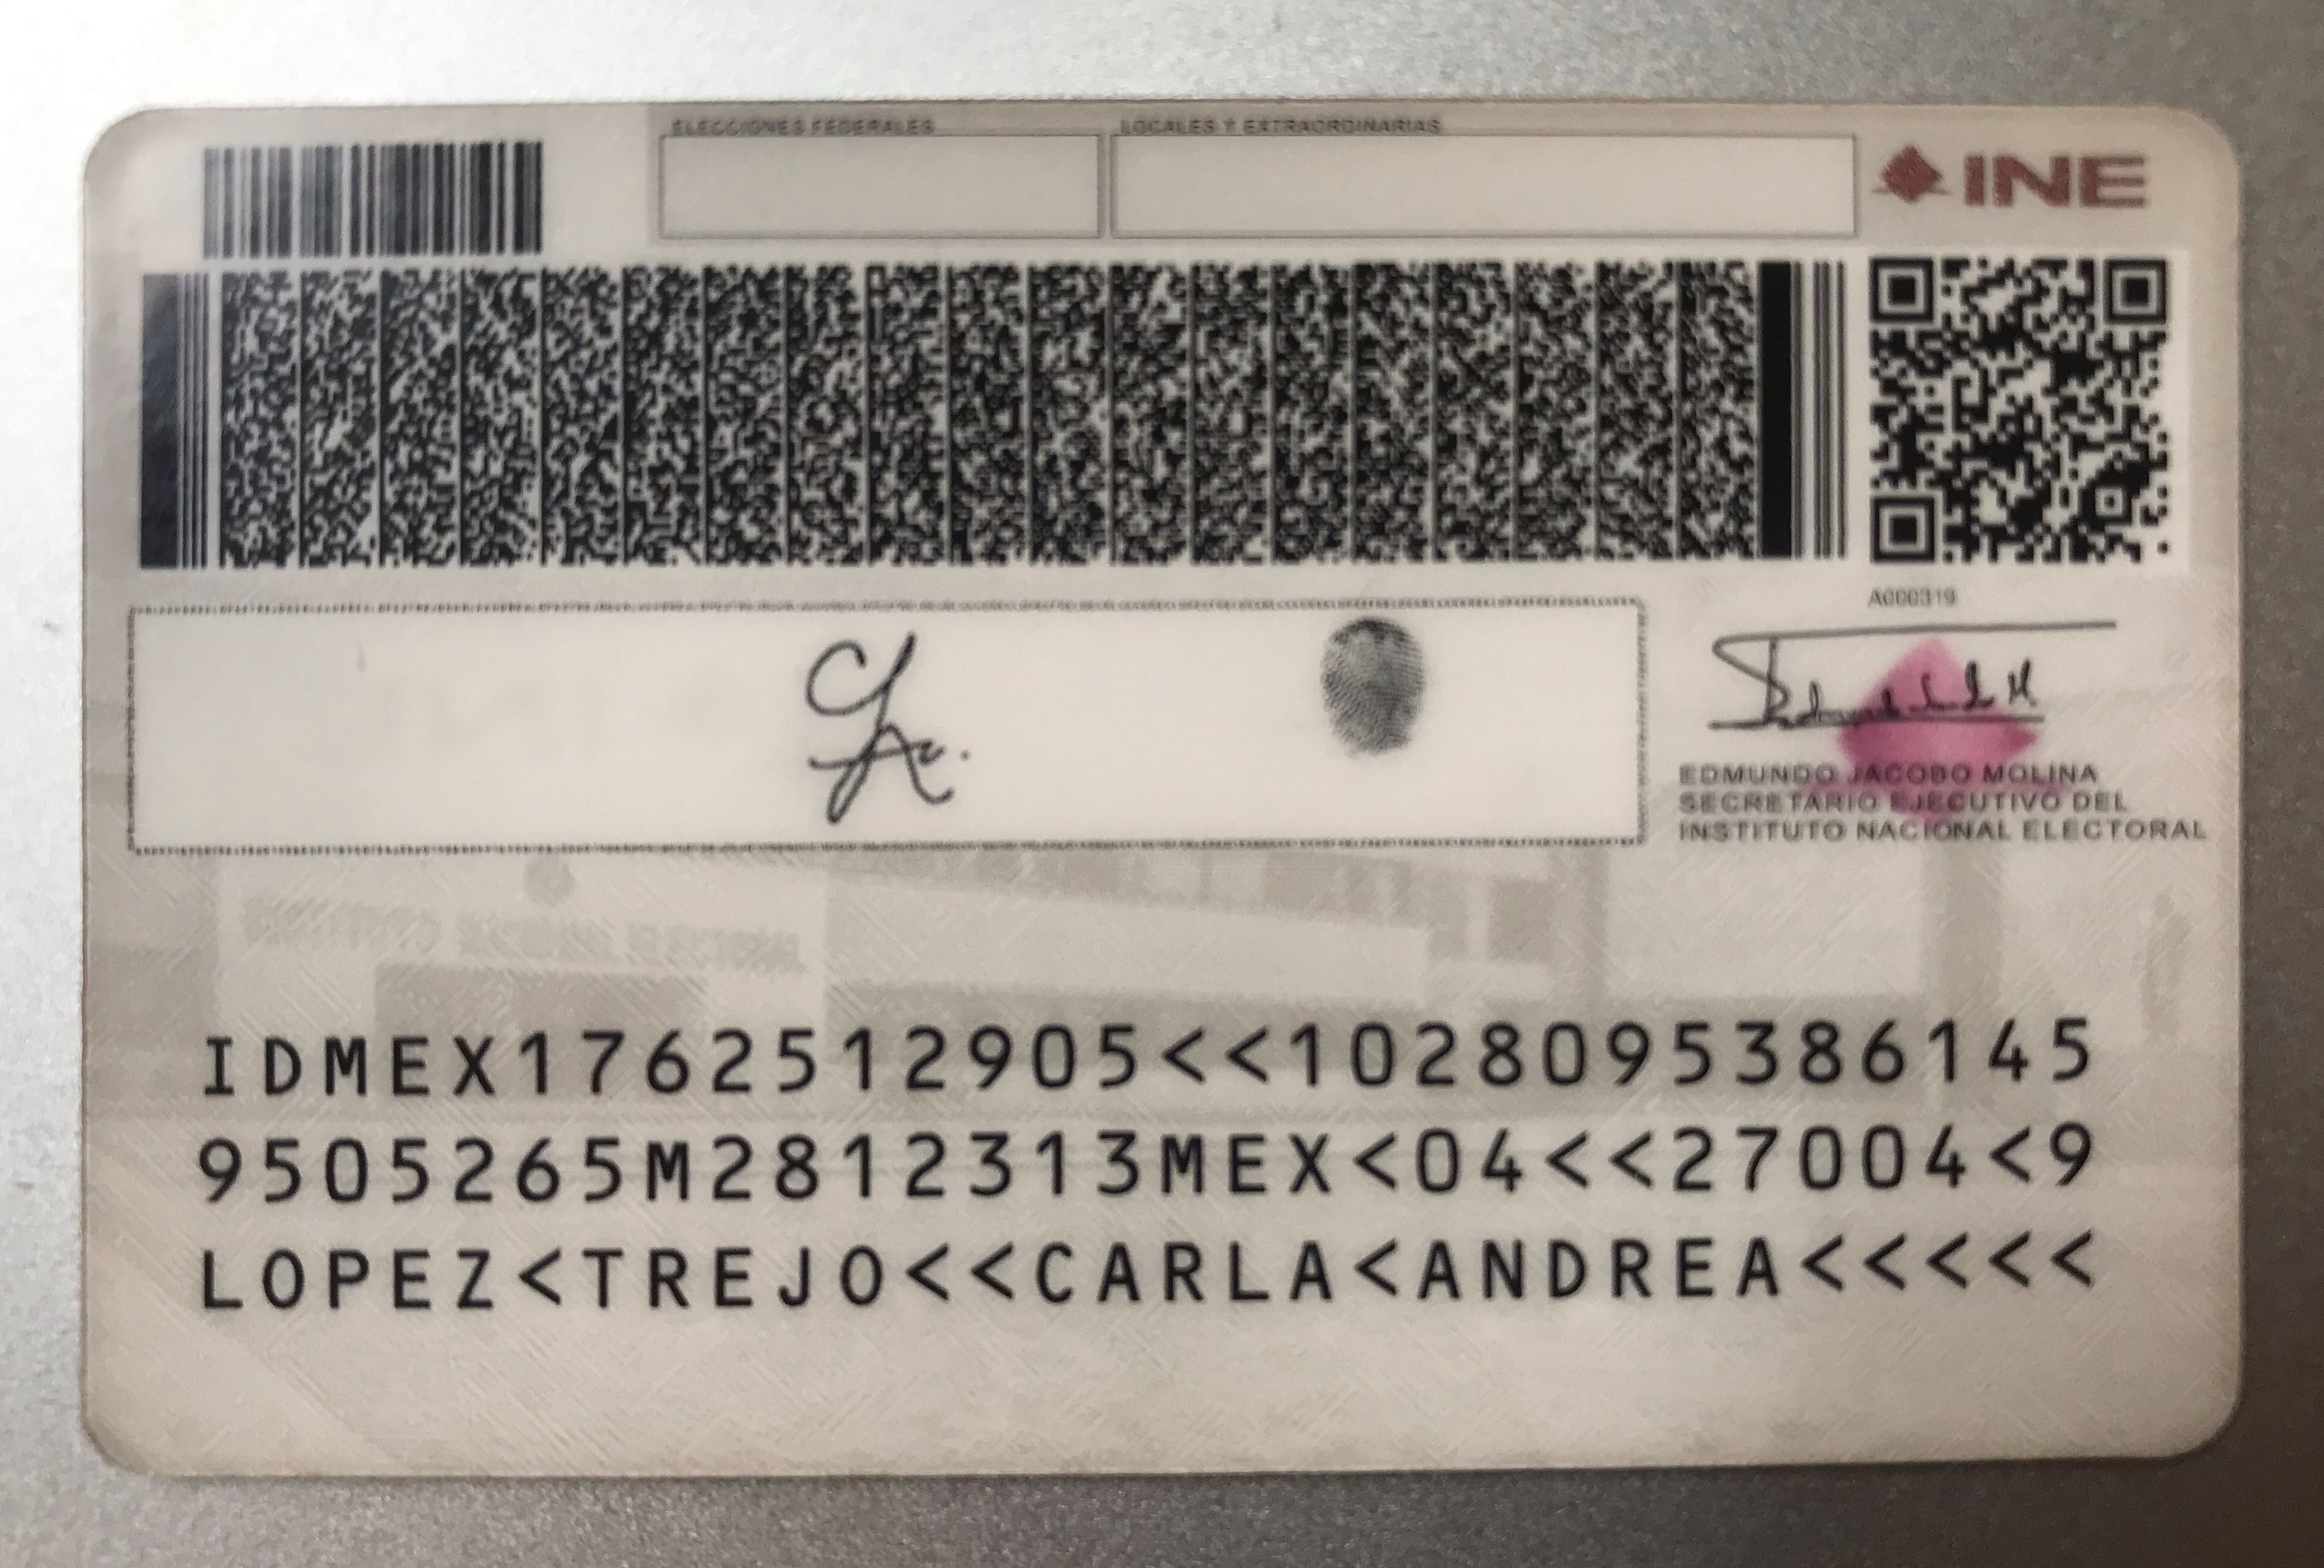 ELECCIONES FEDERALES
LOCALES Y EXTRAORDINARIAS
INE
A000319
EDMUNDO JACOBO MOLINA
SECRETARIO EJECUTIVO DEL
INSTITUTO NACIONAL ELECTORAL
IDMEX1762512905<<1028095386145
9505265M2812313MEX<04<<27004<9
LOPEZ<TREJO<<CARLA<ANDREA<<<<<